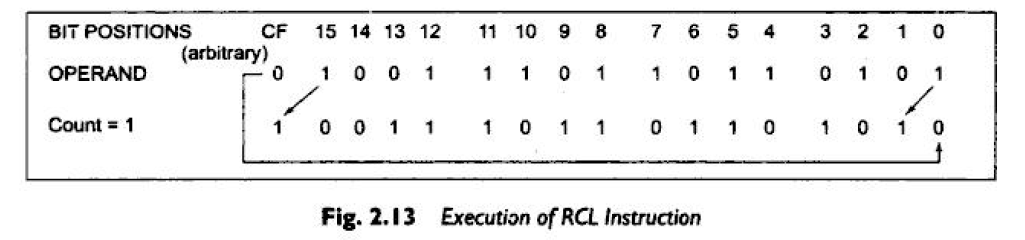 BIT POSITIONS CF 15 14 13 12 11 10 9 8 7 6 5 4 3 2 1 0
(arbitrary)
OPERAND 0 1 0 0 1 1 1 0 1 1 0 1 1 0 1 0 1
Count = 1 1 0 0 1 1 1 0 1 1 0 1 1 0 1 0 1 0
Fig. 2.13 Execution of RCL Instruction